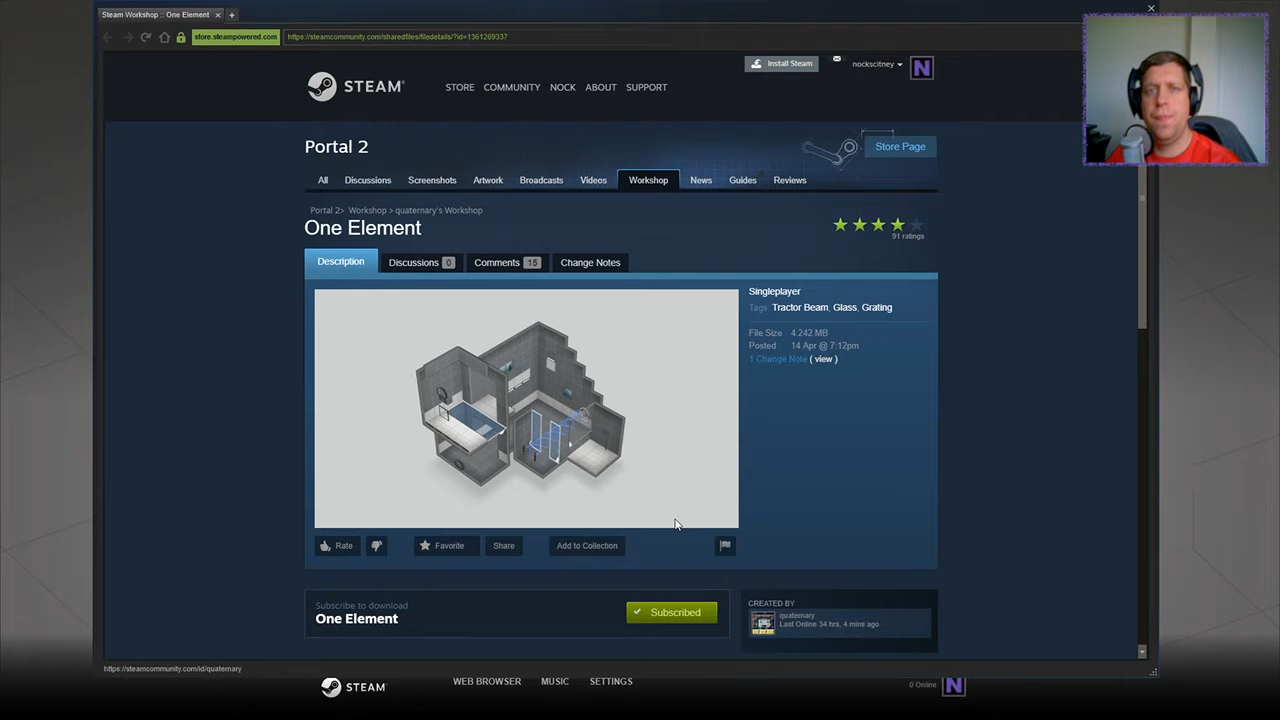 Steam Workshop :: One Element × +
store.steampowered.com https://steamcommunity.com/sharedfiles/filedetails/?id=1361269337
Install Steam nockscitney N
STEAM® STORE COMMUNITY NOCK ABOUT SUPPORT
Portal 2
Store Page
All Discussions Screenshots Artwork Broadcasts Videos Workshop News Guides Reviews
Portal 2> Workshop > quaternary's Workshop
One Element
91 ratings
Description Discussions 0 Comments 15 Change Notes
Singleplayer
Tags: Tractor Beam, Glass, Grating
File Size 4.242 MB
Posted 14 Apr @ 7:12pm
1 Change Note ( view )
Rate Favorite Share Add to Collection
Subscribe to download
One Element
Subscribed
CREATED BY
quaternary
Last Online 34 hrs, 4 mins ago
https://steamcommunity.com/id/quaternary
STEAM WEB BROWSER MUSIC SETTINGS 0 Online N